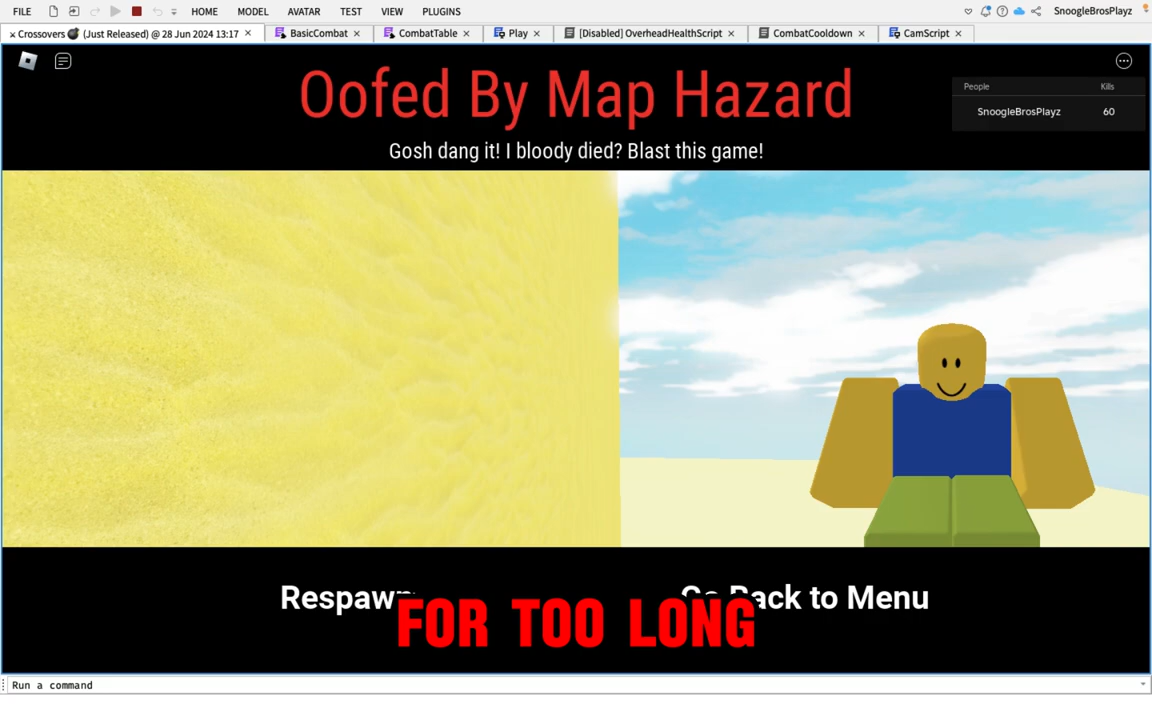 FILE HOME MODEL AVATAR TEST VIEW PLUGINS SnoogleBrosPlayz
Crossovers (Just Released) @ 28 Jun 2024 13:17 BasicCombat CombatTable Play [Disabled] OverheadHealthScript CombatCooldown CamScript
Oofed By Map Hazard
People Kills
SnoogleBrosPlayz 60
Gosh dang it! I bloody died? Blast this game!
Respawn Go Back to Menu
FOR TOO LONG
Run a command